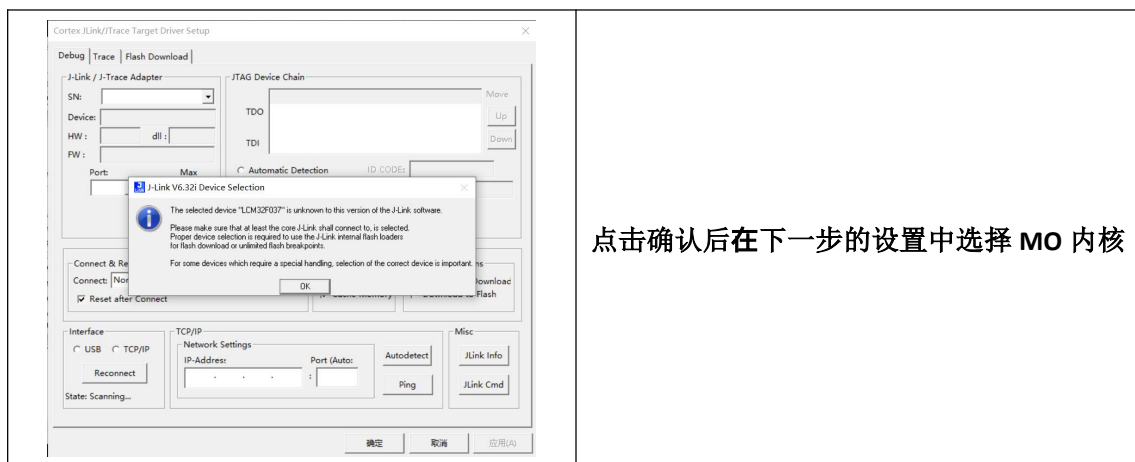 Cortex JLink/JTrace Target Driver Setup
Debug Trace Flash Download
J-Link / J-Trace Adapter
SN:
Device:
HW : dll :
FW :
Port: Max
JTAG Device Chain
TDO
TDI
Move
Up
Down
Automatic Detection ID CODE:
J-Link V6.32i Device Selection
The selected device "LCM32F037" is unknown to this version of the J-Link software.
Please make sure that at least the core J-Link shall connect to, is selected.
Proper device selection is required to use the J-Link internal flash loaders
for flash download or unlimited flash breakpoints.
For some devices which require a special handling, selection of the correct device is important.
OK
Connect & Re
Connect: Nor
Reset after Connect
Interface
USB TCP/IP
Reconnect
State: Scanning...
TCP/IP
Network Settings
IP-Address: Port (Auto:
. . . :
Autodetect
Ping
Misc
JLink Info
JLink Cmd
确定 取消 应用(A)
点击确认后在下一步的设置中选择 MO 内核